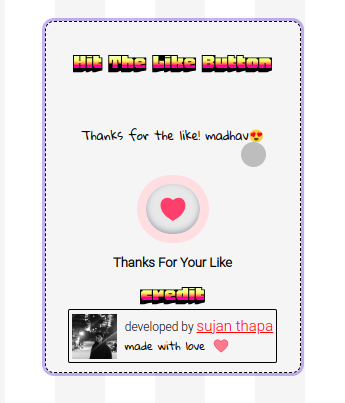 Hit The Like Button
Thanks for the like! madhav😍
Thanks For Your Like
credit
developed by sujan thapa
made with love